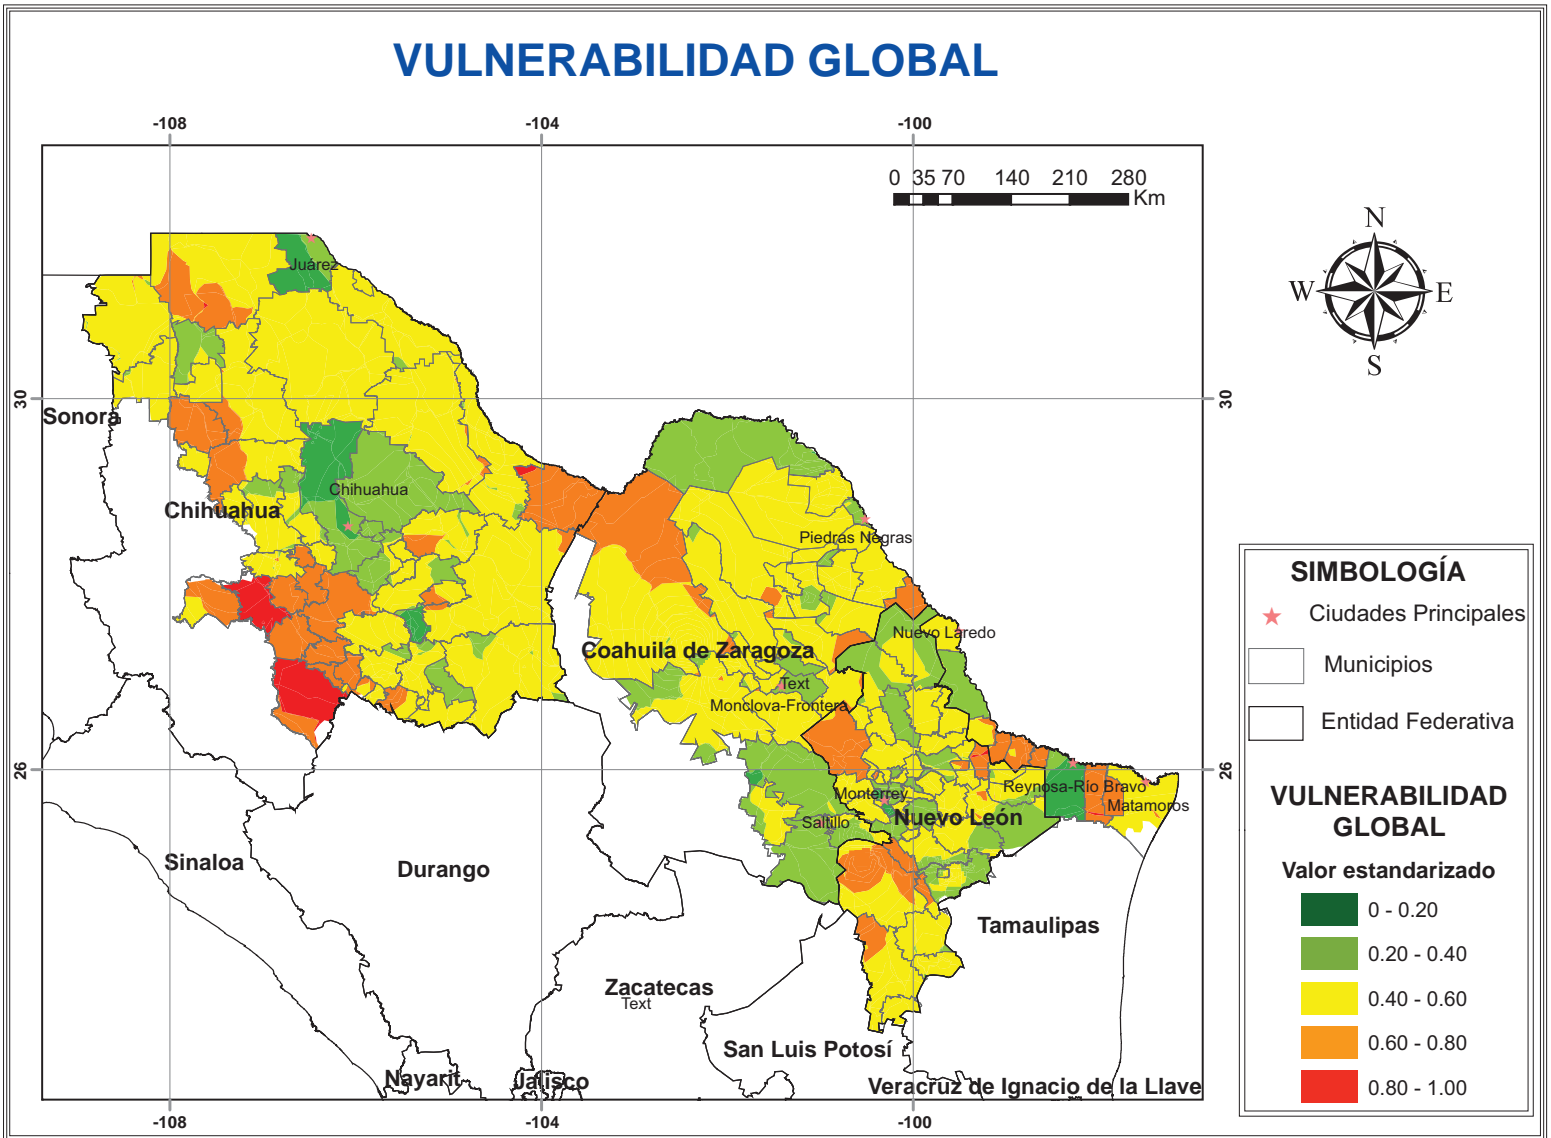 VULNERABILIDAD GLOBAL
-108
-104
-100
0 35 70 140 210 280
Km
N
W E
S
Juárez
30
30
Sonora
Chihuahua
Chihuahua
Piedras Negras
Nuevo Laredo
Coahuila de Zaragoza
Text
Monclova-Frontera
26
26
Monterrey
Reynosa-Río Bravo
Matamoros
Saltillo
Nuevo León
Sinaloa
Durango
Tamaulipas
Zacatecas
Text
San Luis Potosí
Nayarit
Jalisco
Veracruz de Ignacio de la Llave
-108
-104
-100
SIMBOLOGÍA
Ciudades Principales
Municipios
Entidad Federativa
VULNERABILIDAD
GLOBAL
Valor estandarizado
0 - 0.20
0.20 - 0.40
0.40 - 0.60
0.60 - 0.80
0.80 - 1.00